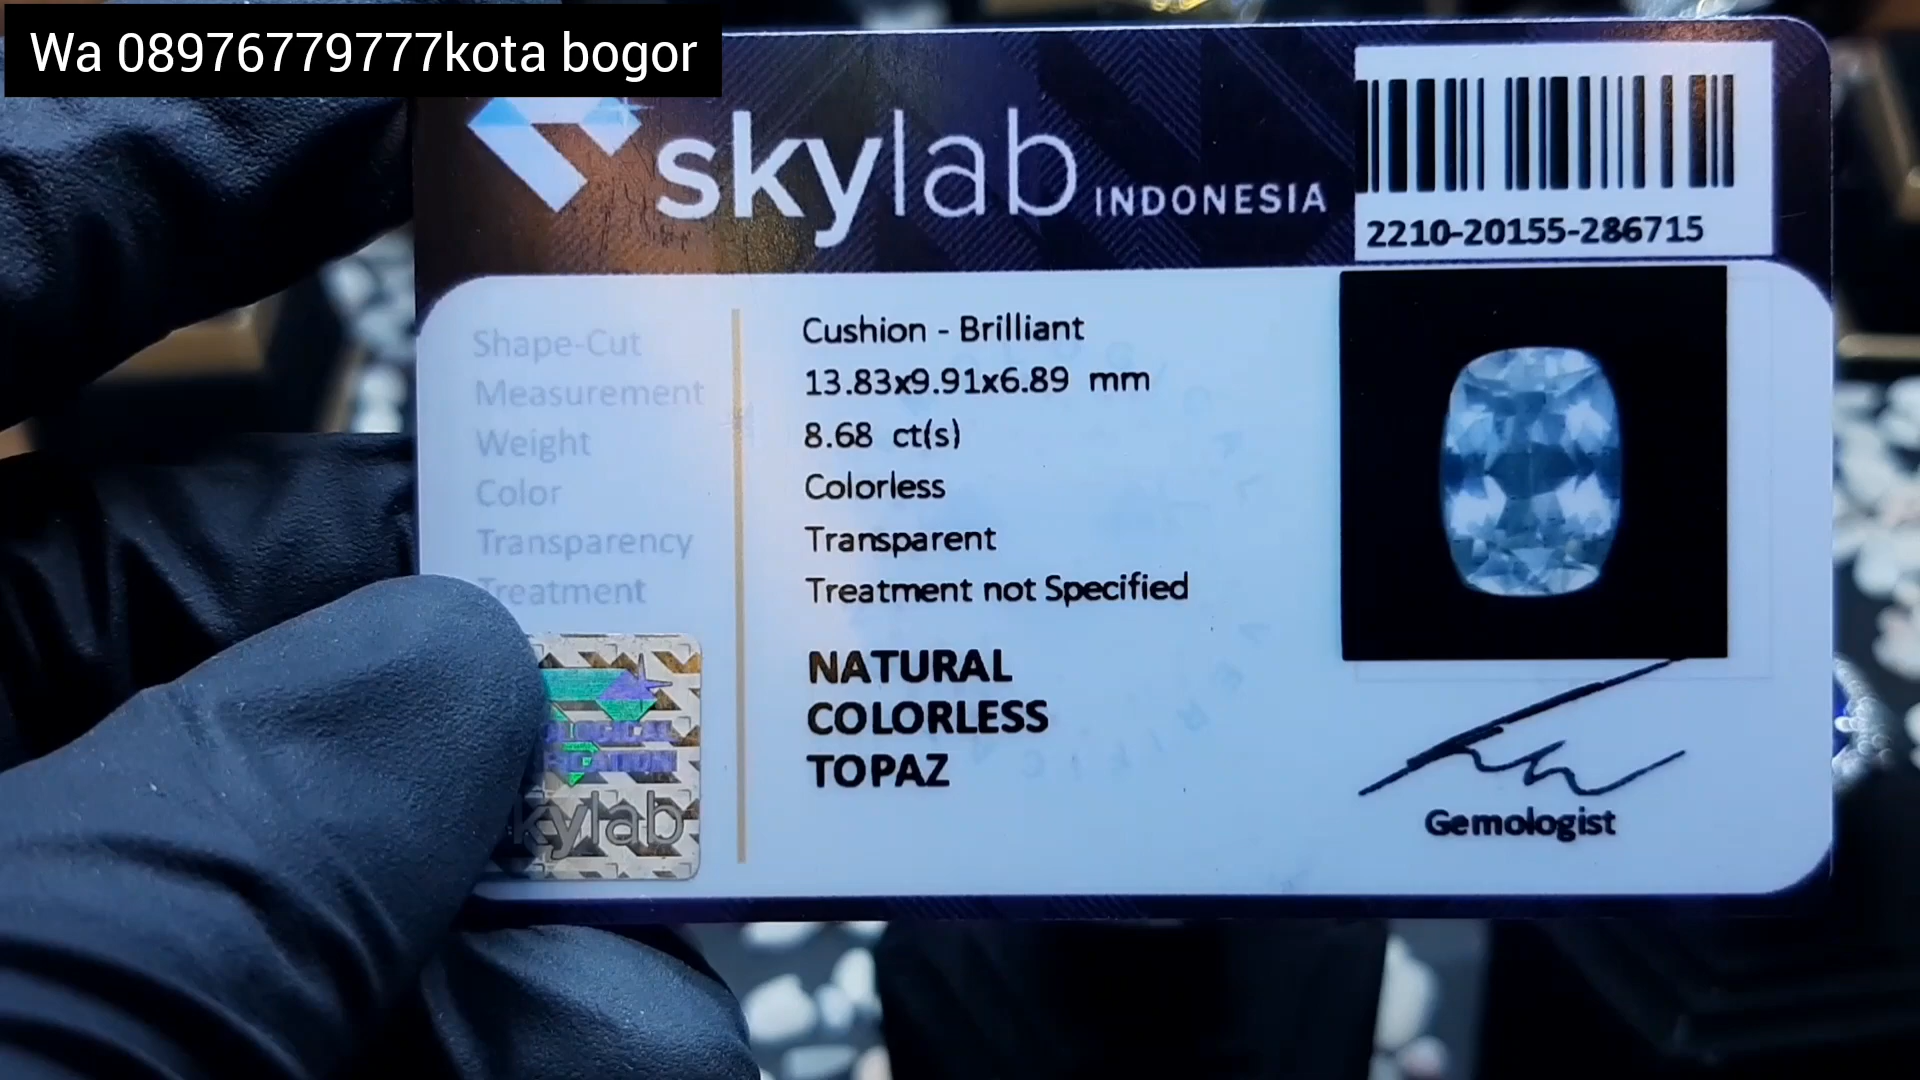 Wa 08976779777kota bogor
skylab INDONESIA
2210-20155-286715
Shape-Cut Cushion - Brilliant
Measurement 13.83x9.91x6.89 mm
Weight 8.68 ct(s)
Color Colorless
Transparency Transparent
Treatment Treatment not Specified
NATURAL
COLORLESS
TOPAZ
kylab
Gemologist